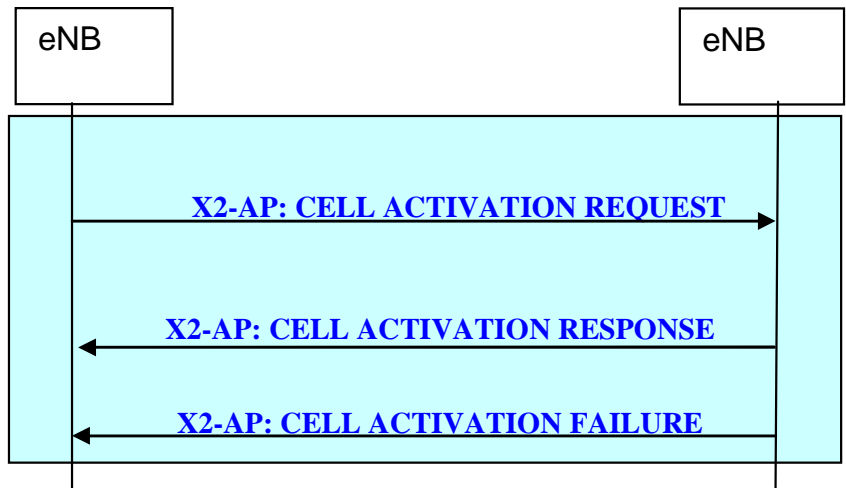 eNB
eNB
X2-AP: CELL ACTIVATION REQUEST
X2-AP: CELL ACTIVATION RESPONSE
X2-AP: CELL ACTIVATION FAILURE